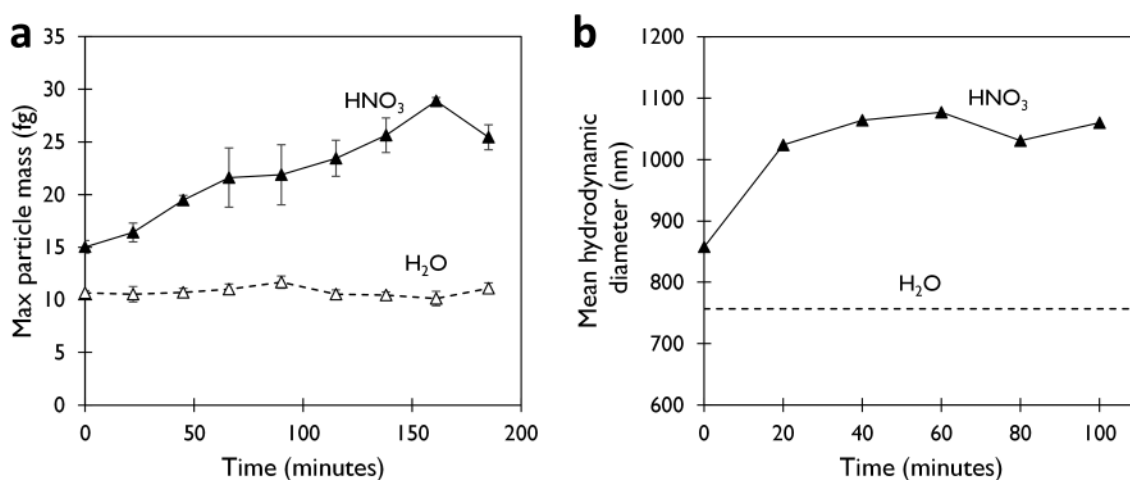 a
Max particle mass (fg)
35
30
25
20
15
10
5
0
HNO₃
H₂O
0 50 100 150 200
Time (minutes)
b
Mean hydrodynamic
diameter (nm)
1200
1100
1000
900
800
700
600
HNO₃
H₂O
0 20 40 60 80 100
Time (minutes)